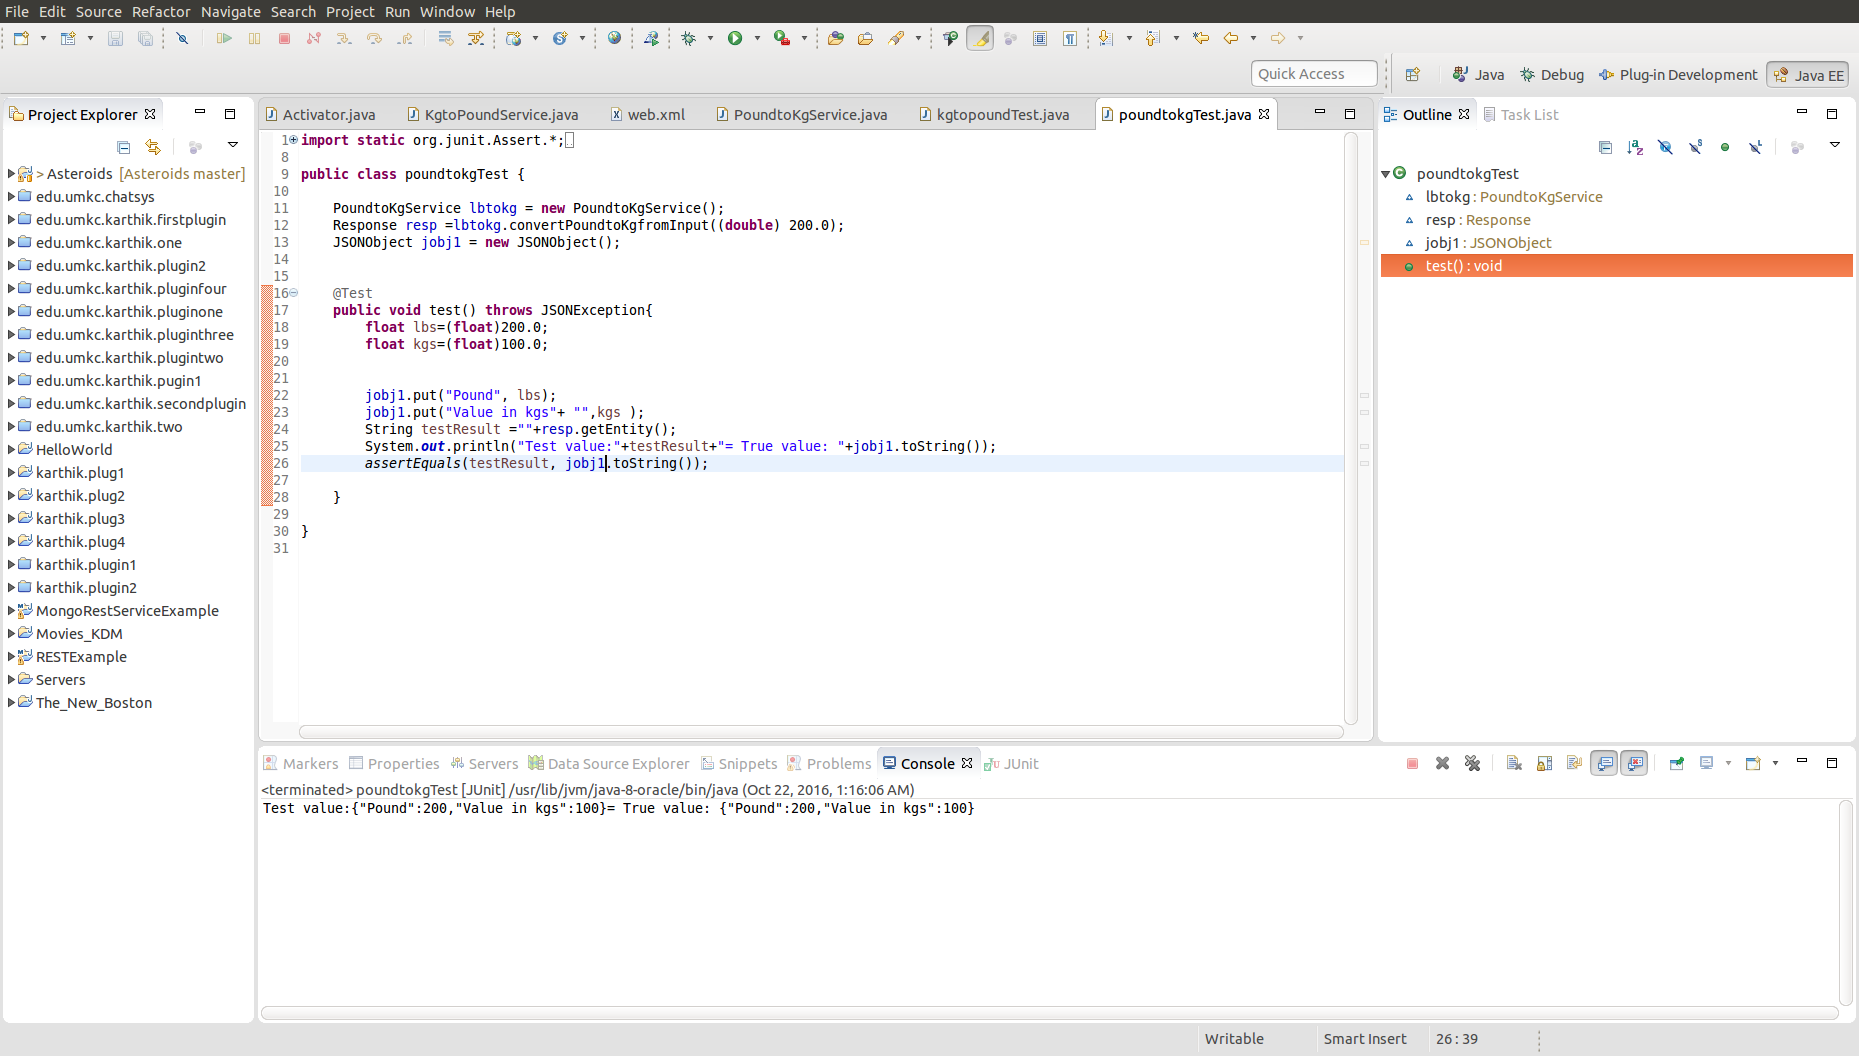 File Edit Source Refactor Navigate Search Project Run Window Help
Quick Access
Java Debug Plug-in Development Java EE
Project Explorer
> Asteroids [Asteroids master]
edu.umkc.chatsys
edu.umkc.karthik.firstplugin
edu.umkc.karthik.one
edu.umkc.karthik.plugin2
edu.umkc.karthik.pluginfour
edu.umkc.karthik.pluginone
edu.umkc.karthik.pluginthree
edu.umkc.karthik.plugintwo
edu.umkc.karthik.pugin1
edu.umkc.karthik.secondplugin
edu.umkc.karthik.two
HelloWorld
karthik.plug1
karthik.plug2
karthik.plug3
karthik.plug4
karthik.plugin1
karthik.plugin2
MongoRestServiceExample
Movies_KDM
RESTExample
Servers
The_New_Boston
Activator.java KgtoPoundService.java web.xml PoundtoKgService.java kgtopoundTest.java poundtokgTest.java
1 import static org.junit.Assert.*;
8
9 public class poundtokgTest {
10
11 PoundtoKgService lbtokg = new PoundtoKgService();
12 Response resp =lbtokg.convertPoundtoKgfromInput((double) 200.0);
13 JSONObject jobj1 = new JSONObject();
14
15
16 @Test
17 public void test() throws JSONException{
18 float lbs=(float)200.0;
19 float kgs=(float)100.0;
20
21
22 jobj1.put("Pound", lbs);
23 jobj1.put("Value in kgs"+ "",kgs );
24 String testResult =""+resp.getEntity();
25 System.out.println("Test value:"+testResult+"= True value: "+jobj1.toString());
26 assertEquals(testResult, jobj1.toString());
27
28 }
29
30 }
31
Outline Task List
poundtokgTest
lbtokg : PoundtoKgService
resp : Response
jobj1 : JSONObject
test() : void
Markers Properties Servers Data Source Explorer Snippets Problems Console JUnit
<terminated> poundtokgTest [JUnit] /usr/lib/jvm/java-8-oracle/bin/java (Oct 22, 2016, 1:16:06 AM)
Test value:{"Pound":200,"Value in kgs":100}= True value: {"Pound":200,"Value in kgs":100}
Writable Smart Insert 26 : 39